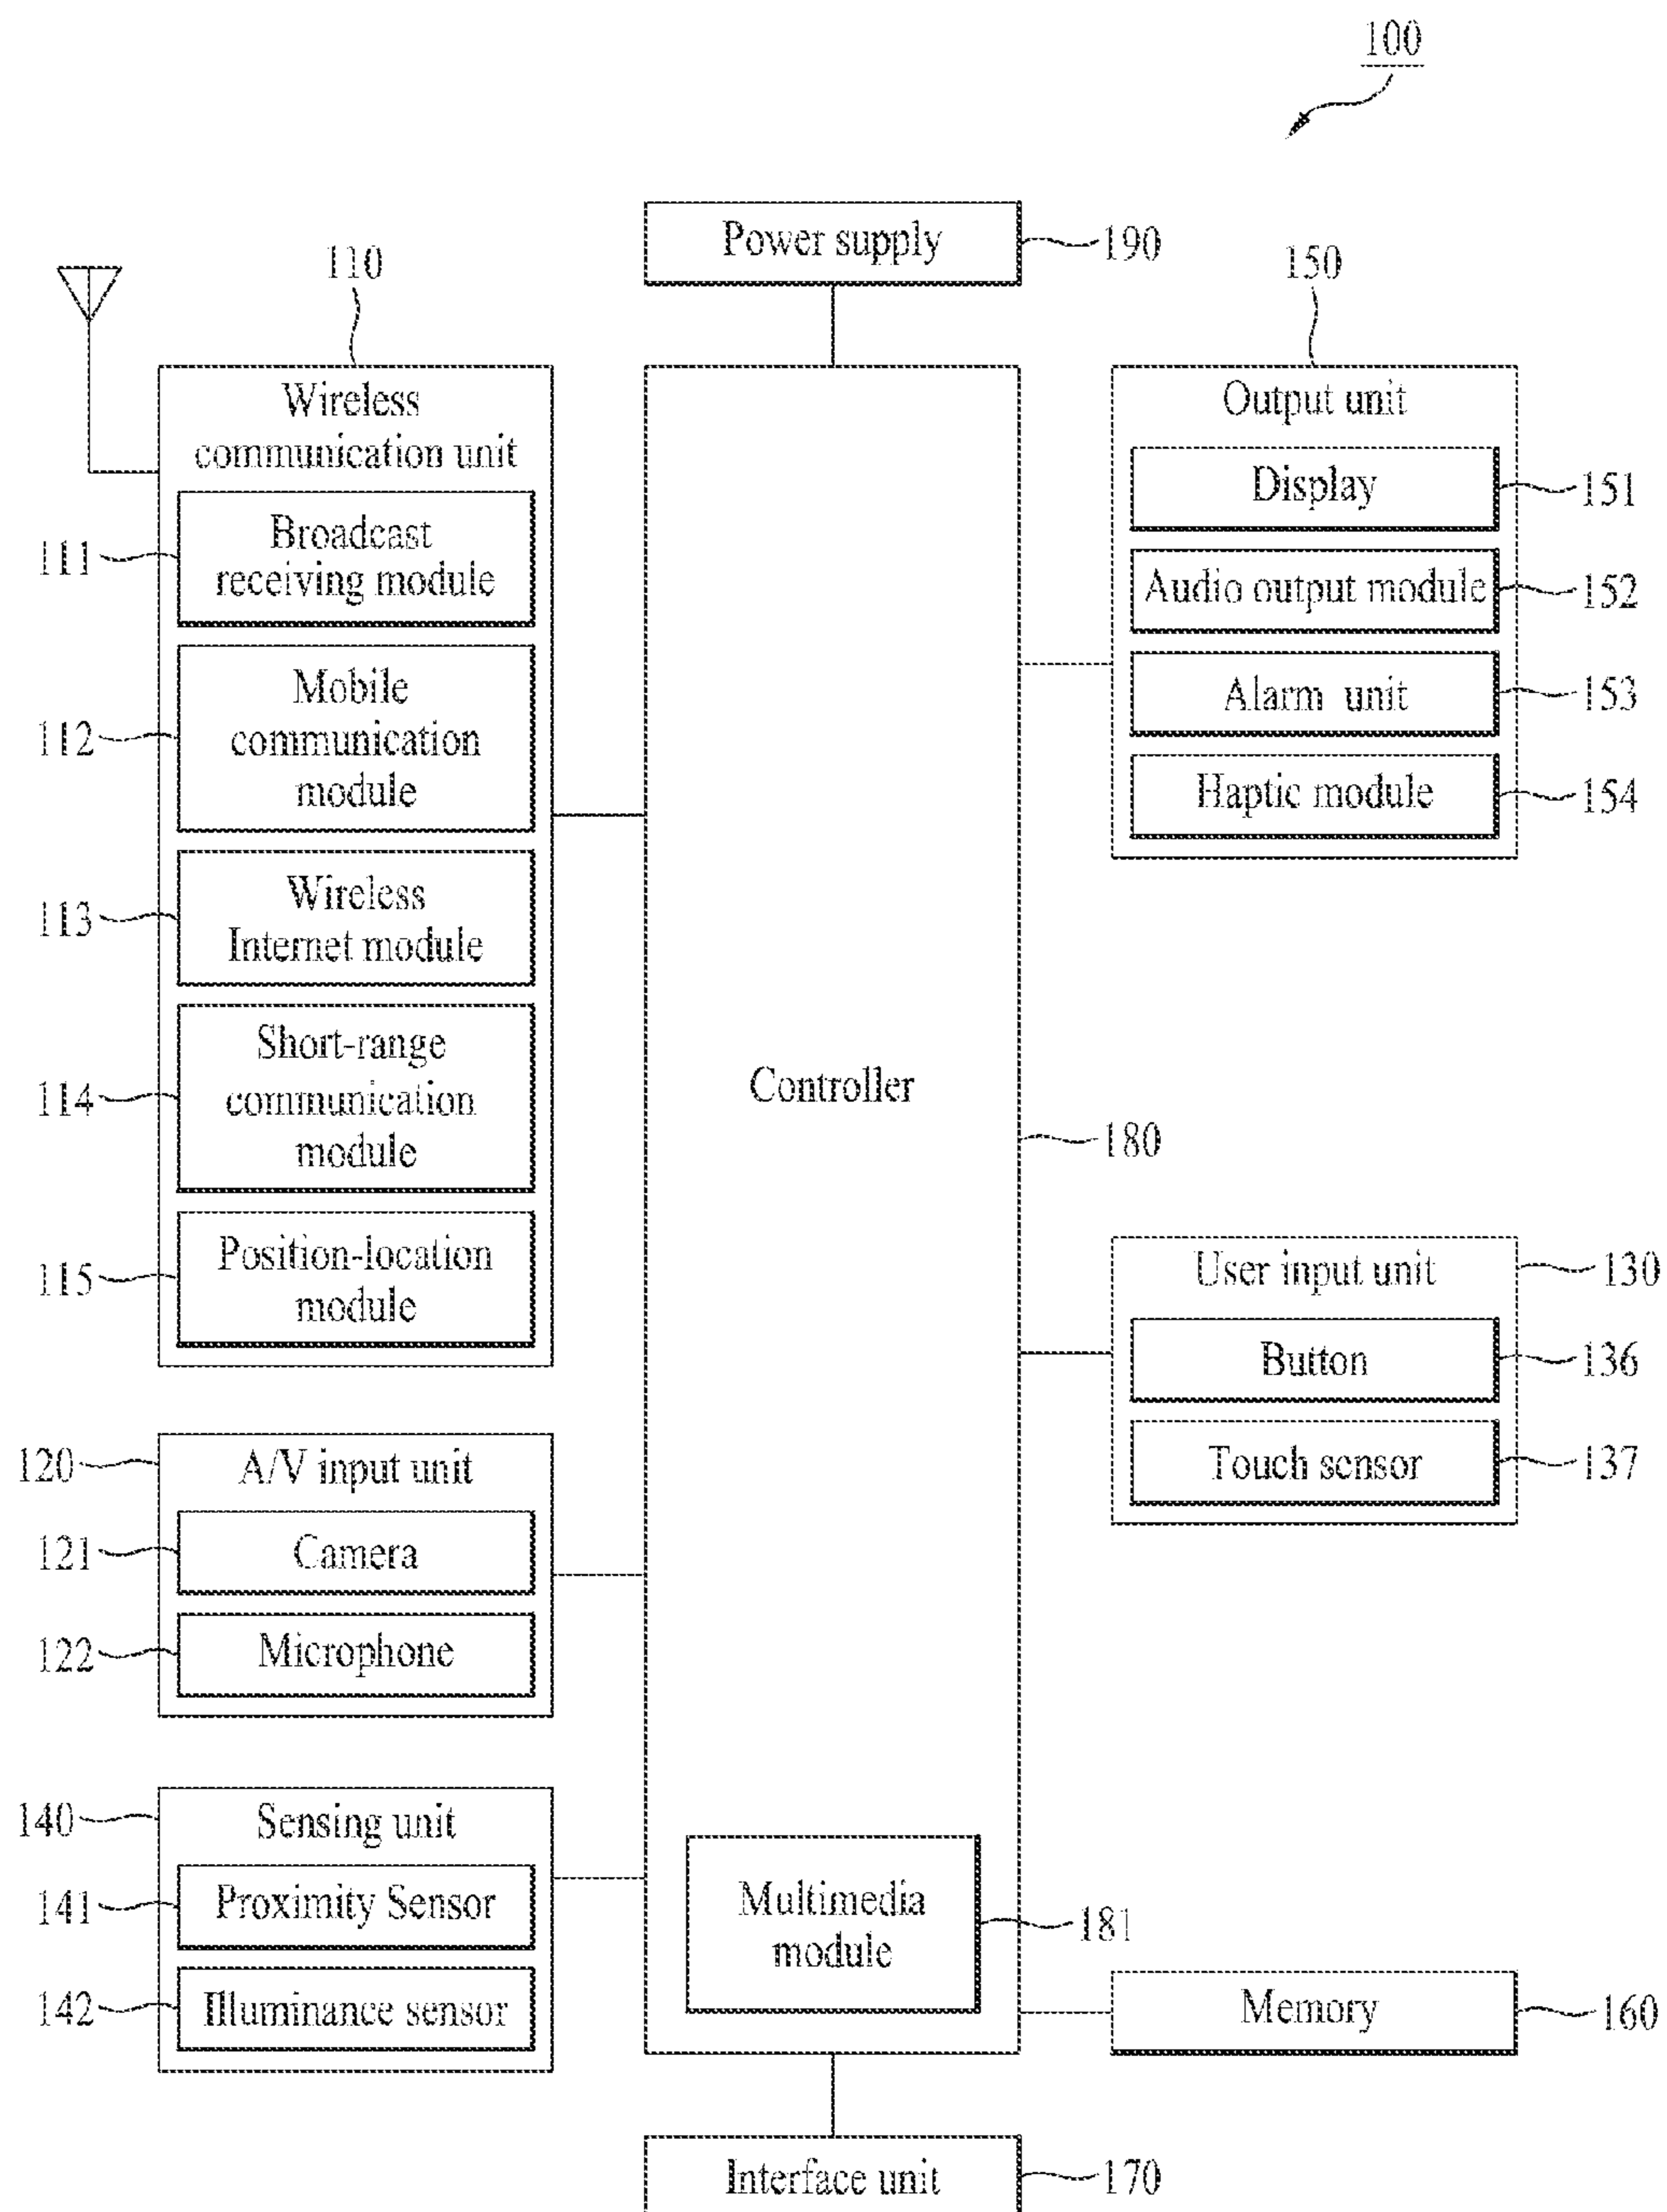 100
Power supply
190
110
150
Wireless
communication unit
Broadcast
receiving module
111
Mobile
communication
module
112
Wireless
Internet module
113
Short-range
communication
module
114
Position-location
module
115
Output unit
Display
151
Audio output module
152
Alarm unit
153
Haptic module
154
Controller
180
User input unit
130
Button
136
Touch sensor
137
120
A/V input unit
121
Camera
122
Microphone
140
Sensing unit
141
Proximity Sensor
142
Illuminance sensor
Multimedia
module
181
Memory
160
Interface unit
170